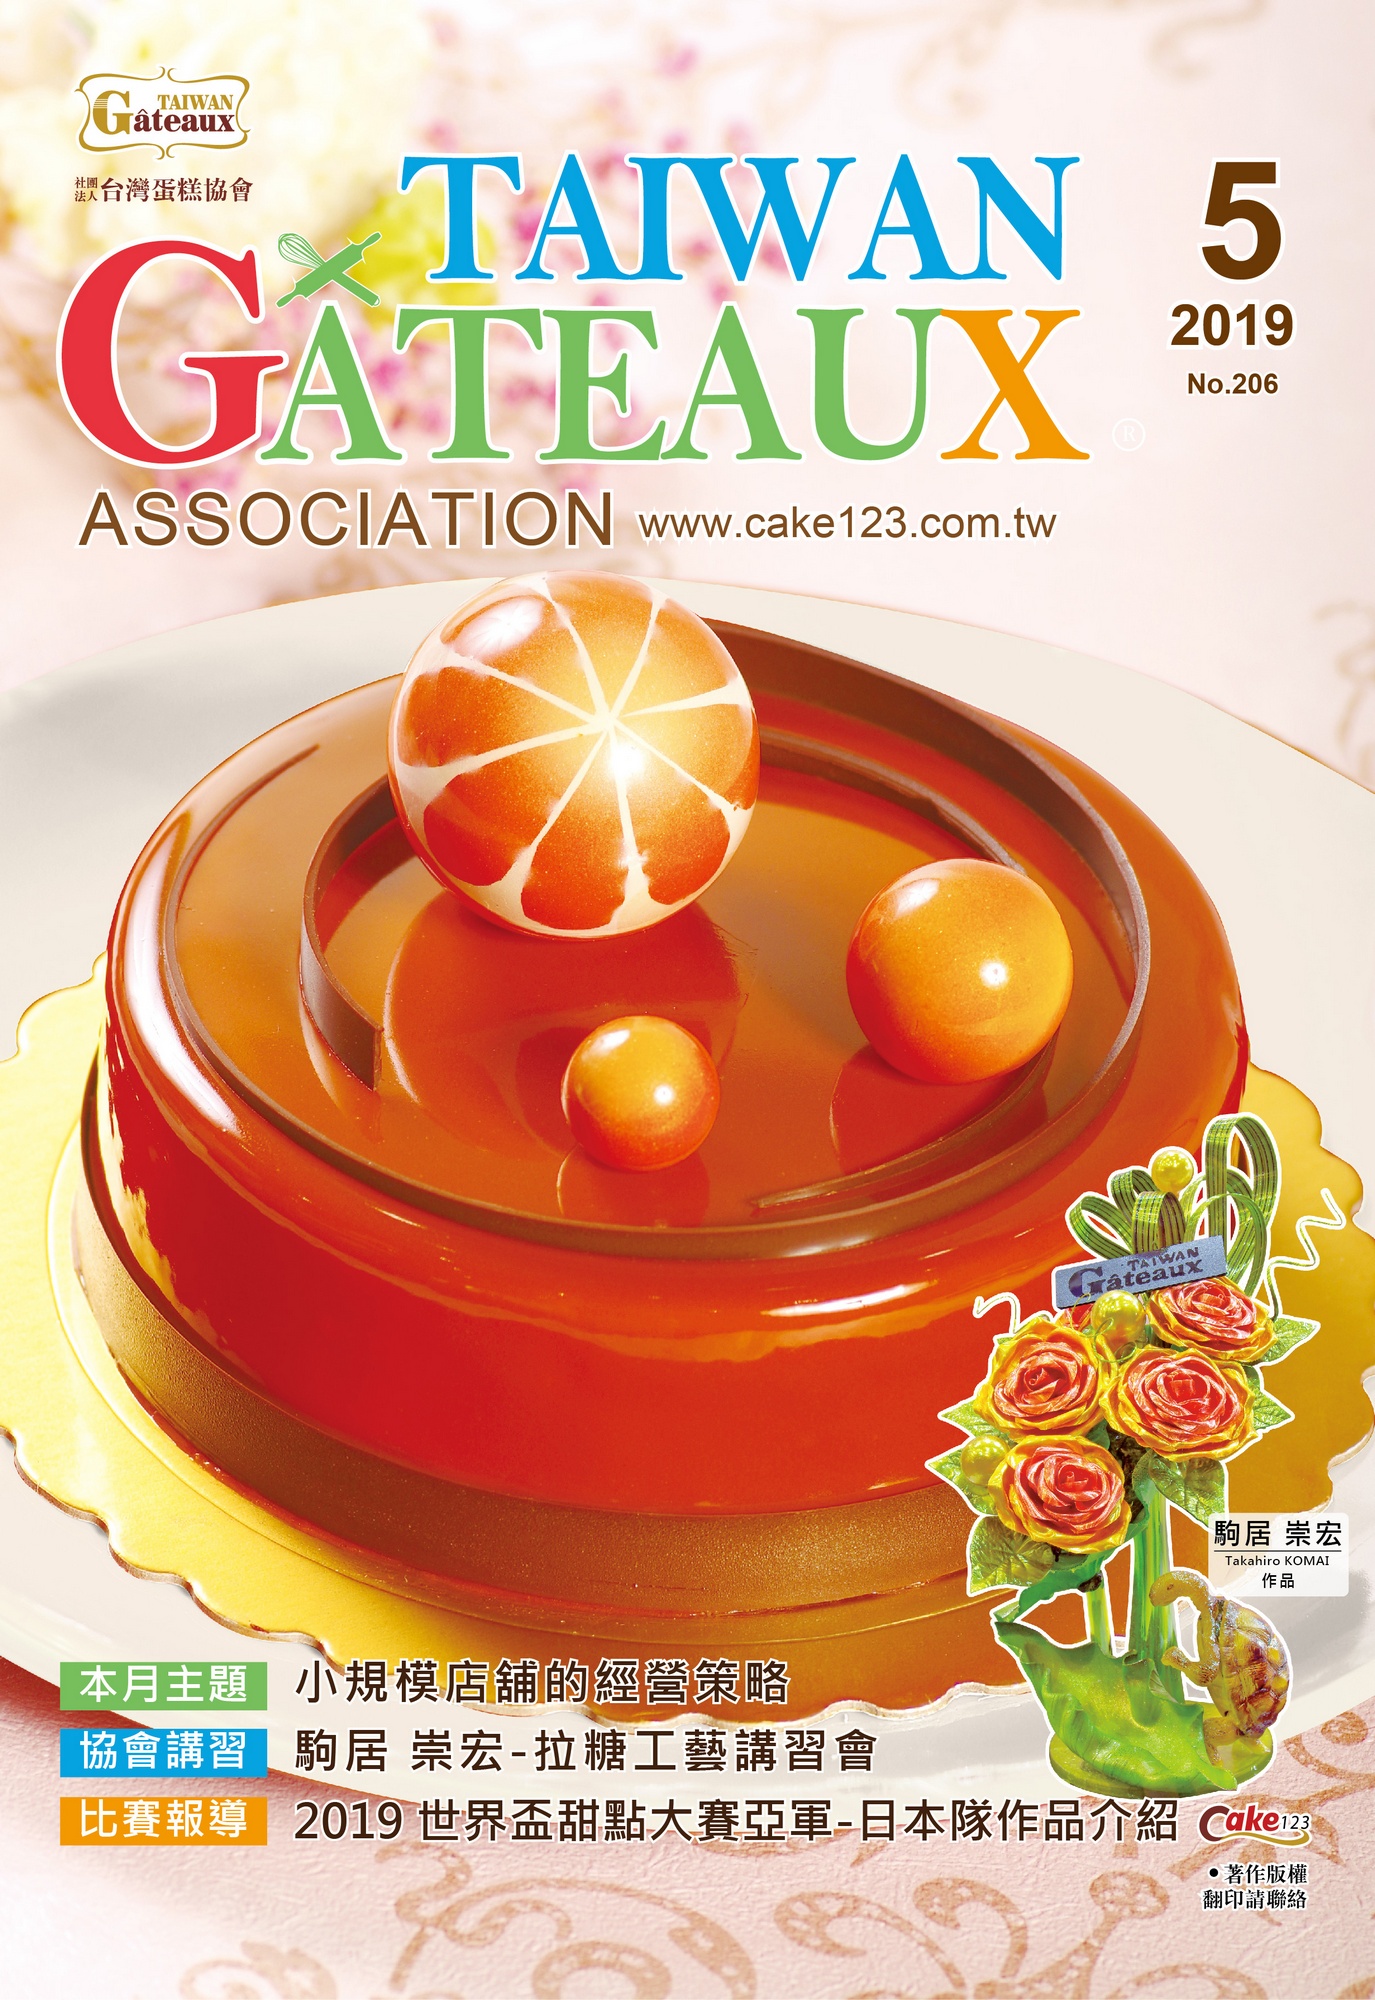 TAIWAN
Gâteaux
社團法人台灣蛋糕協會
TAIWAN
GATEAUX
®
5
2019
No.206
ASSOCIATION www.cake123.com.tw
TAIWAN
Gâteaux
駒居 崇宏
Takahiro KOMAI
作品
本月主題 小規模店舖的經營策略
協會講習 駒居 崇宏-拉糖工藝講習會
比賽報導 2019 世界盃甜點大賽亞軍-日本隊作品介紹
Cake123
•著作版權
翻印請聯絡